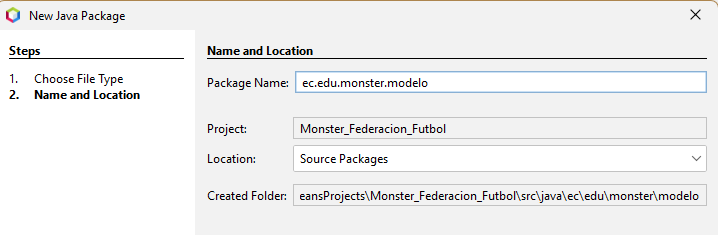 New Java Package
Steps
1. Choose File Type
2. Name and Location
Name and Location
Package Name: ec.edu.monster.modelo
Project: Monster_Federacion_Futbol
Location: Source Packages
Created Folder: eansProjects\Monster_Federacion_Futbol\src\java\ec\edu\monster\modelo